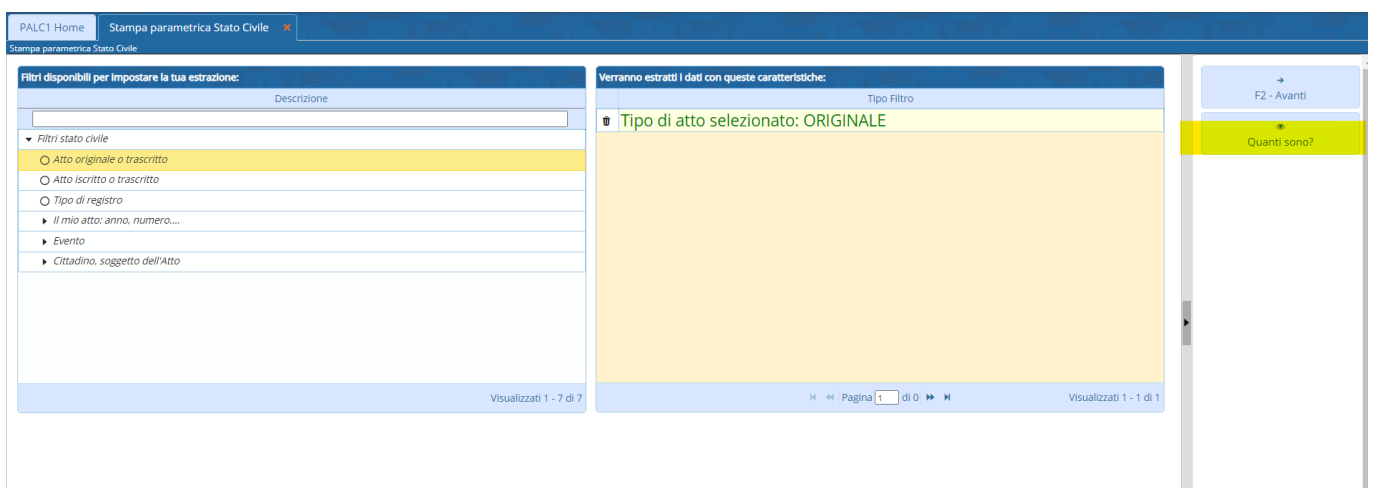 PALC1 Home
Stampa parametrica Stato Civile
Stampa parametrica Stato Civile
Filtri disponibili per impostare la tua estrazione:
Descrizione
Filtri stato civile
Atto originale o trascritto
Atto iscritto o trascritto
Tipo di registro
Il mio atto: anno, numero....
Evento
Cittadino, soggetto dell'Atto
Visualizzati 1 - 7 di 7
Verranno estratti i dati con queste caratteristiche:
Tipo Filtro
Tipo di atto selezionato: ORIGINALE
Pagina 1 di 0
Visualizzati 1 - 1 di 1
F2 - Avanti
Quanti sono?